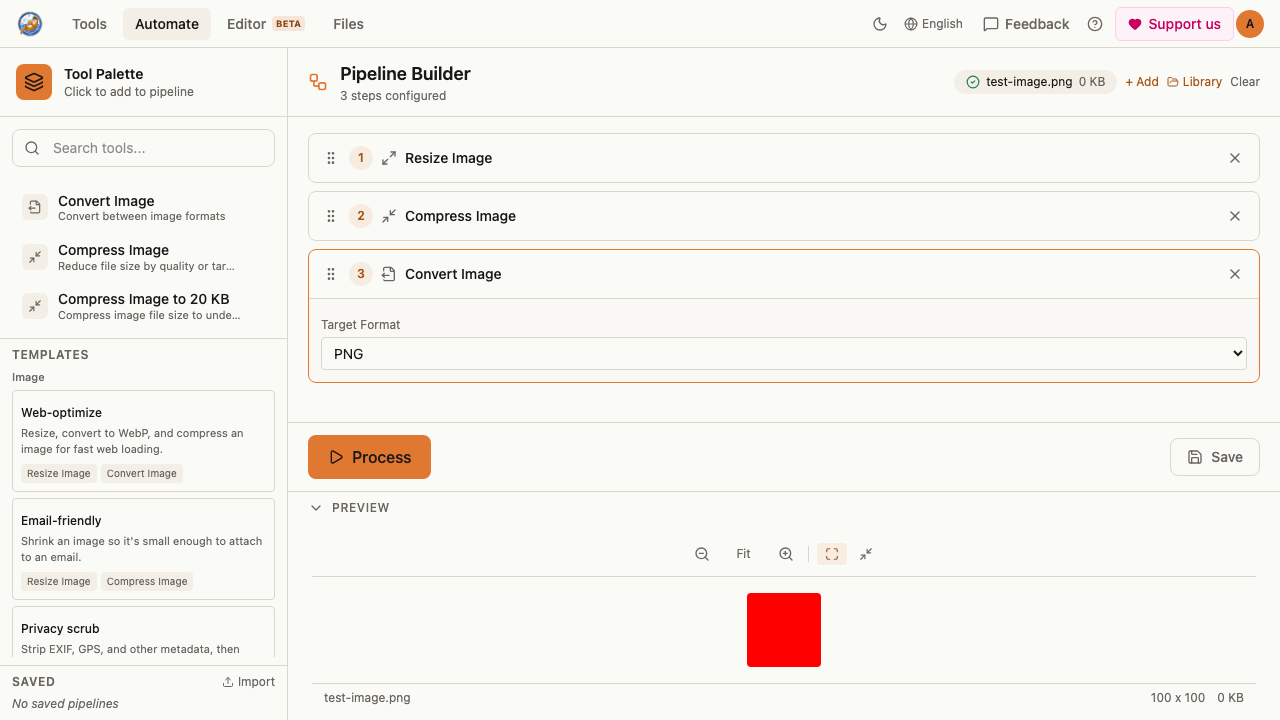 Tools
Automate
Editor BETA
Files
English
Feedback
Support us
A
Tool Palette
Click to add to pipeline
Search tools...
Convert Image
Convert between image formats
Compress Image
Reduce file size by quality or tar...
Compress Image to 20 KB
Compress image file size to unde...
TEMPLATES
Image
Web-optimize
Resize, convert to WebP, and compress an
image for fast web loading.
Resize Image
Convert Image
Email-friendly
Shrink an image so it's small enough to attach
to an email.
Resize Image
Compress Image
Privacy scrub
Strip EXIF, GPS, and other metadata, then
SAVED
Import
No saved pipelines
Pipeline Builder
3 steps configured
test-image.png 0 KB
+ Add
Library
Clear
1 Resize Image
2 Compress Image
3 Convert Image
Target Format
PNG
Process
Save
PREVIEW
Fit
test-image.png
100 x 100 0 KB